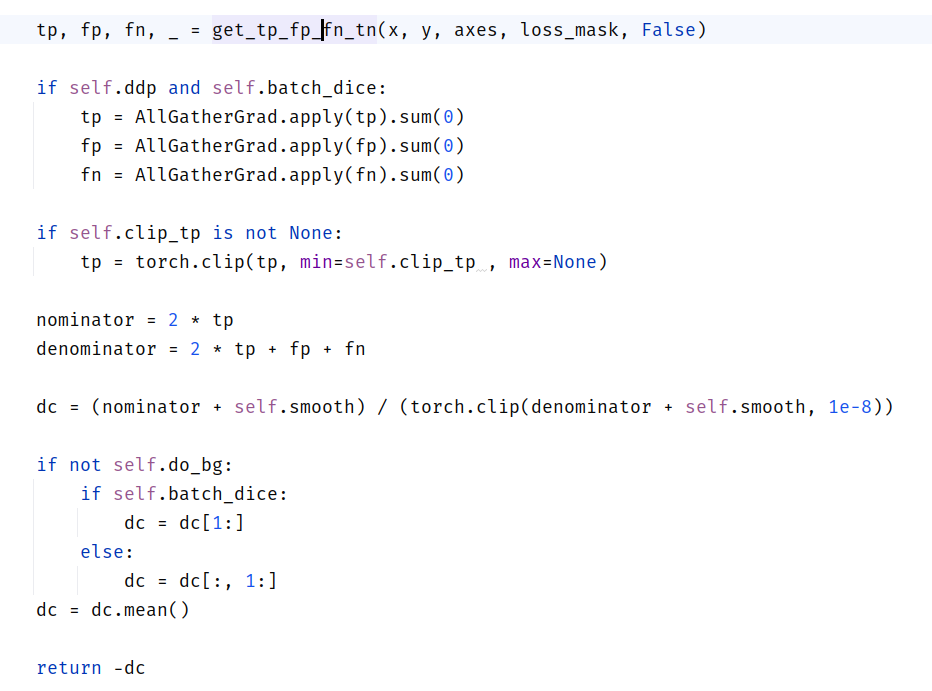 tp, fp, fn, _ = get_tp_fp_fn_tn(x, y, axes, loss_mask, False)
if self.ddp and self.batch_dice:
tp = AllGatherGrad.apply(tp).sum(0)
fp = AllGatherGrad.apply(fp).sum(0)
fn = AllGatherGrad.apply(fn).sum(0)
if self.clip_tp is not None:
tp = torch.clip(tp, min=self.clip_tp , max=None)
nominator = 2 * tp
denominator = 2 * tp + fp + fn
dc = (nominator + self.smooth) / (torch.clip(denominator + self.smooth, 1e-8))
if not self.do_bg:
if self.batch_dice:
dc = dc[1:]
else:
dc = dc[:, 1:]
dc = dc.mean()
return -dc